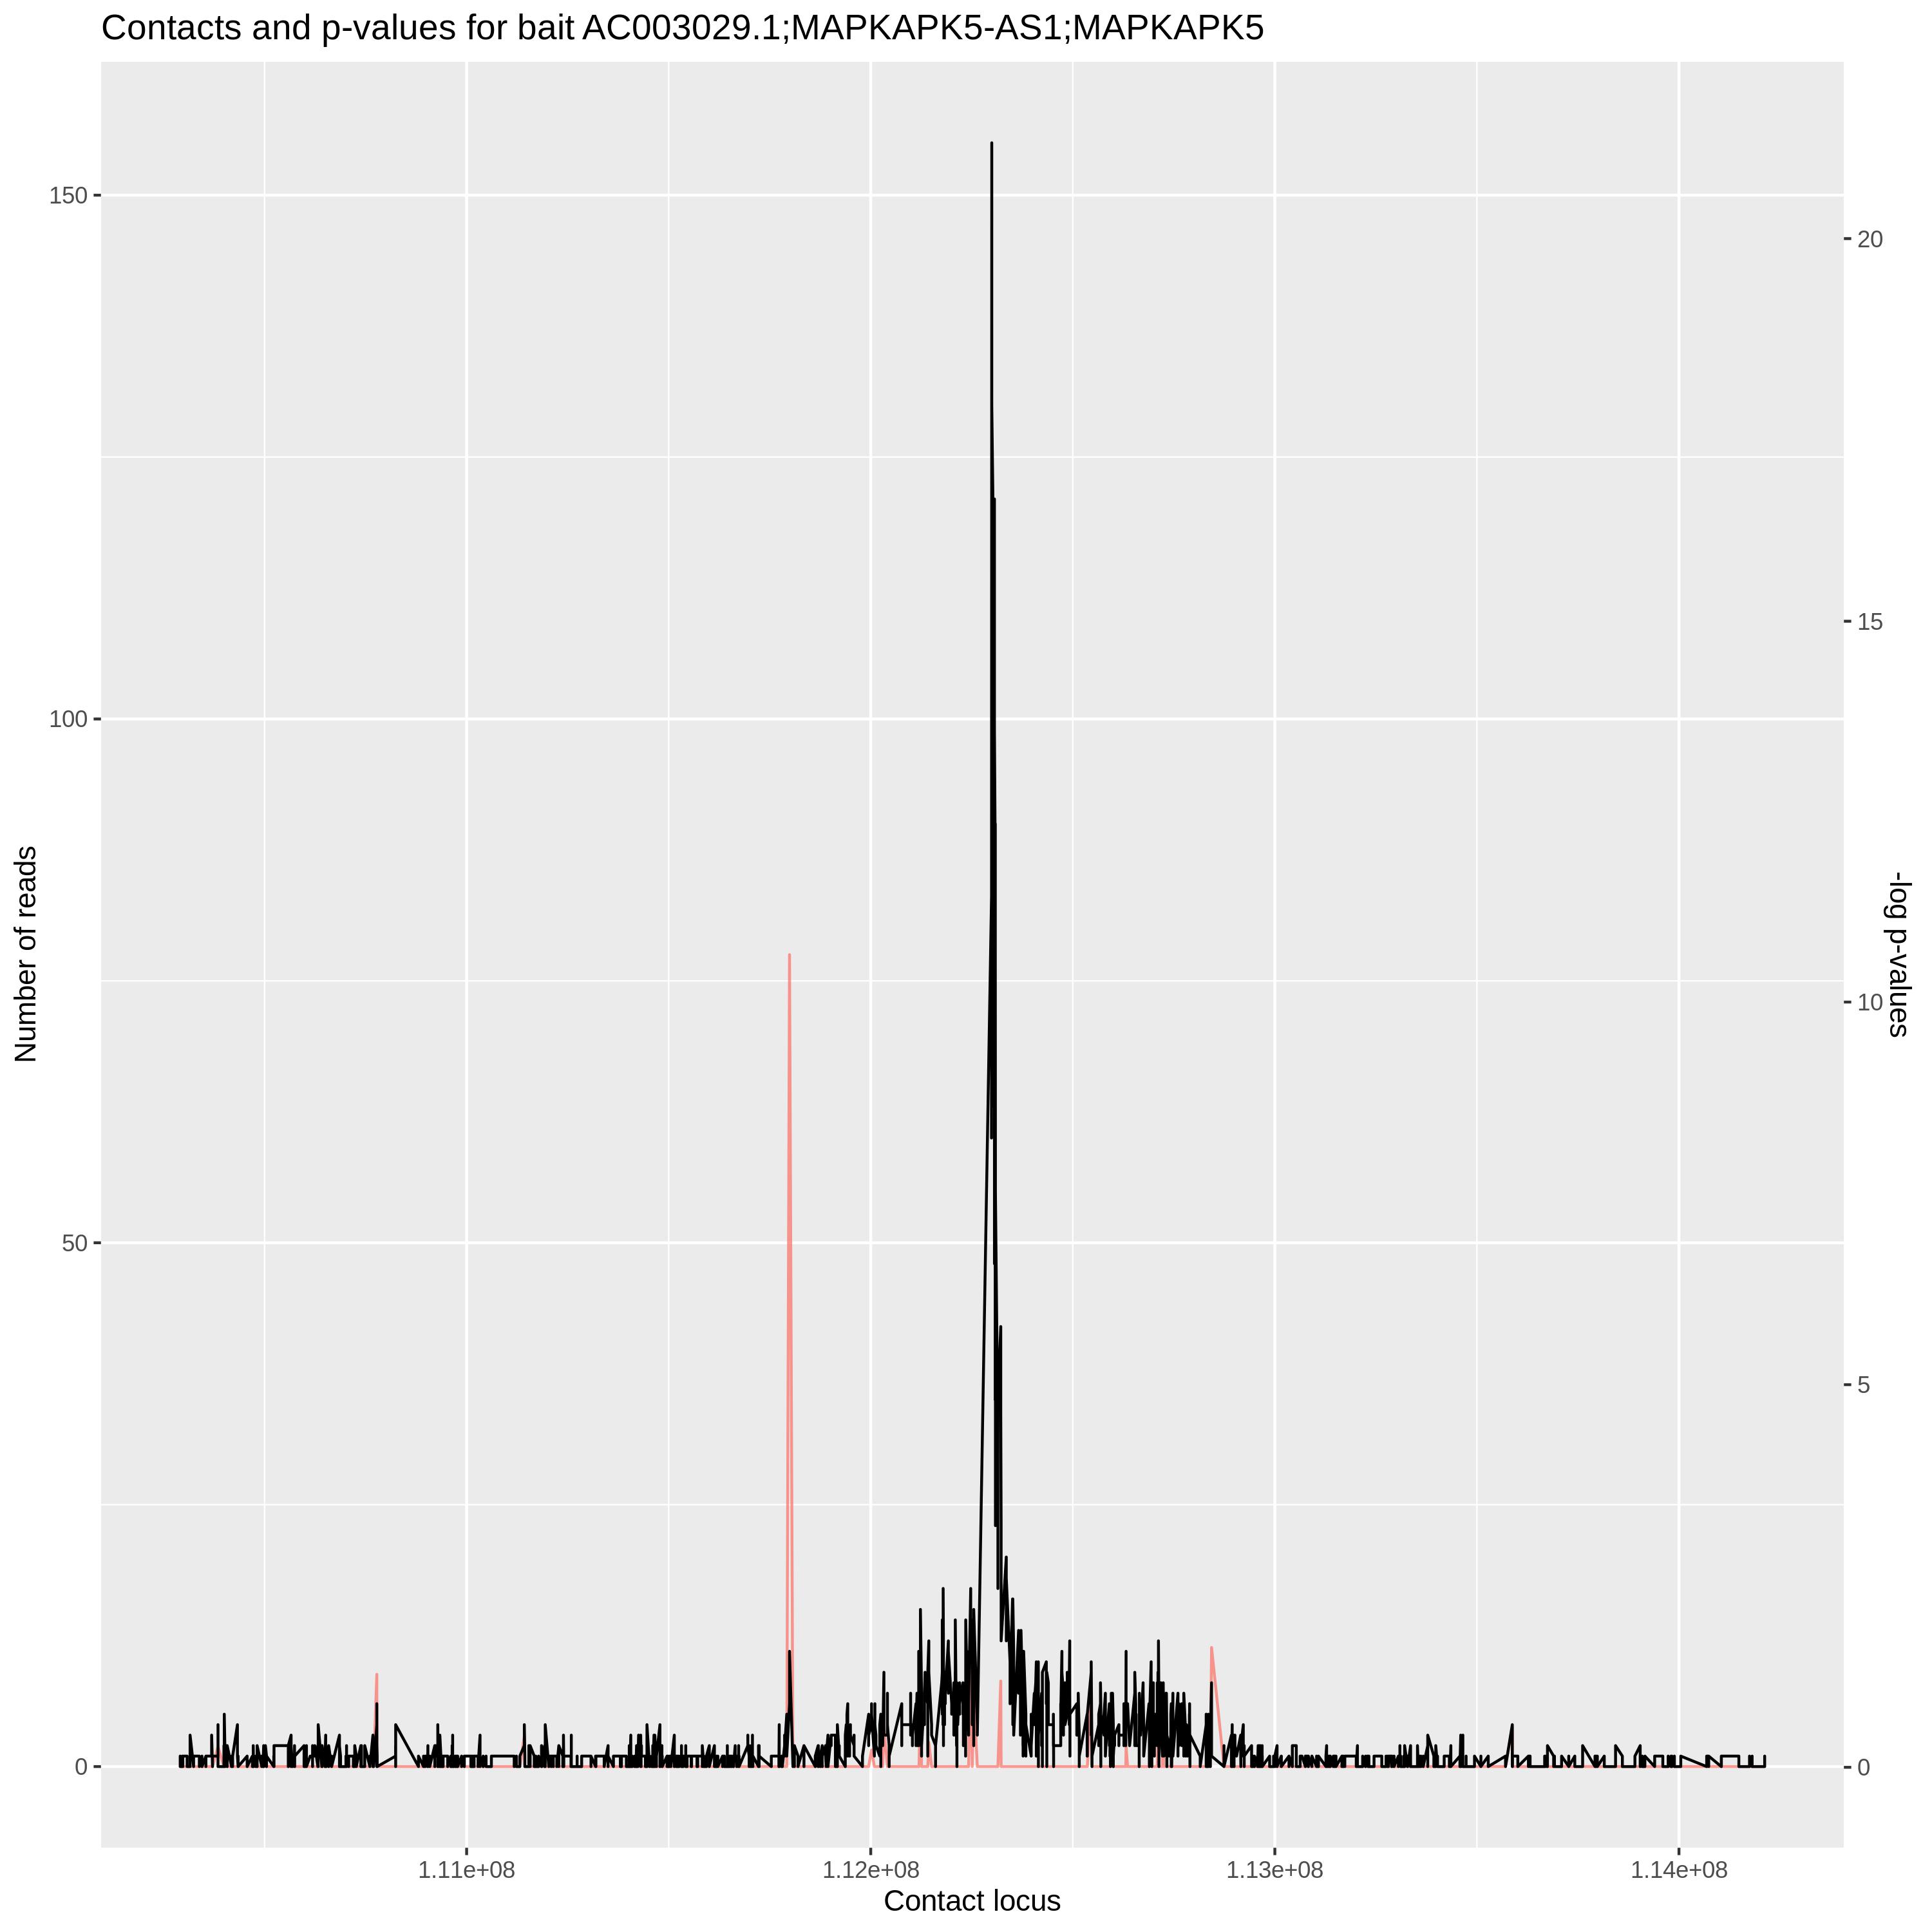 Contacts and p-values for bait AC003029.1;MAPKAPK5-AS1;MAPKAPK5
150
100
50
0
Number of reads
20
15
10
5
0
-log p-values
1.11e+08
1.12e+08
1.13e+08
1.14e+08
Contact locus